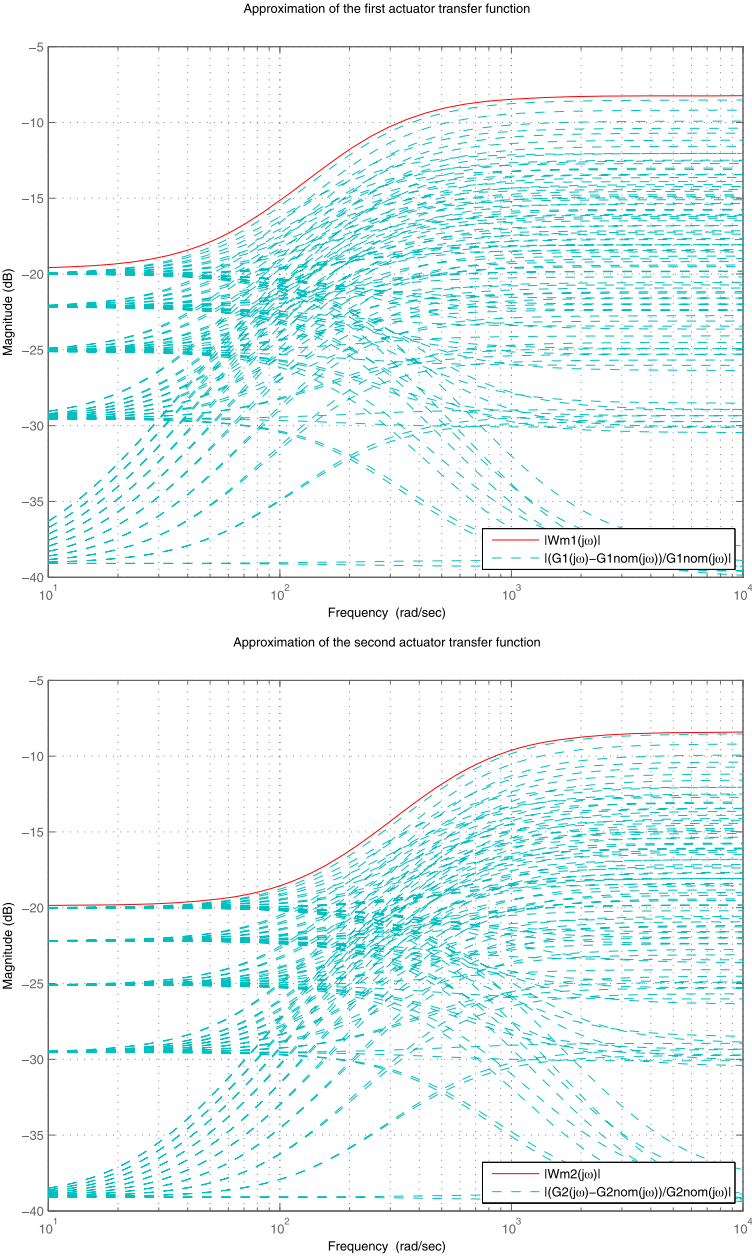 Approximation of the first actuator transfer function
−5
−10
−15
−20
−25
−30
−35
−40
Magnitude (dB)
10^1
10^2
10^3
10^4
Frequency (rad/sec)
|Wm1(jω)|
|(G1(jω)−G1nom(jω))/G1nom(jω)|
Approximation of the second actuator transfer function
−5
−10
−15
−20
−25
−30
−35
−40
Magnitude (dB)
10^1
10^2
10^3
10^4
Frequency (rad/sec)
|Wm2(jω)|
|(G2(jω)−G2nom(jω))/G2nom(jω)|